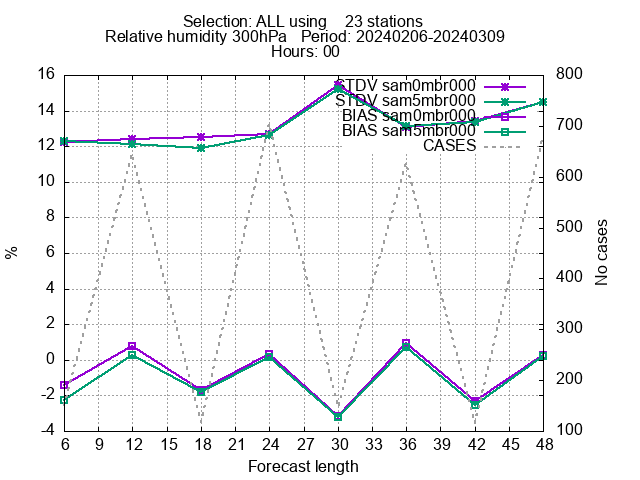 Selection: ALL using 23 stations
Relative humidity 300hPa Period: 20240206-20240309
Hours: 00
16
14
12
10
8
6
4
2
0
-2
-4
%
STDV sam0mbr000
STDV sam5mbr000
BIAS sam0mbr000
BIAS sam5mbr000
CASES
800
700
600
500
400
300
200
100
No cases
6 9 12 15 18 21 24 27 30 33 36 39 42 45 48
Forecast length